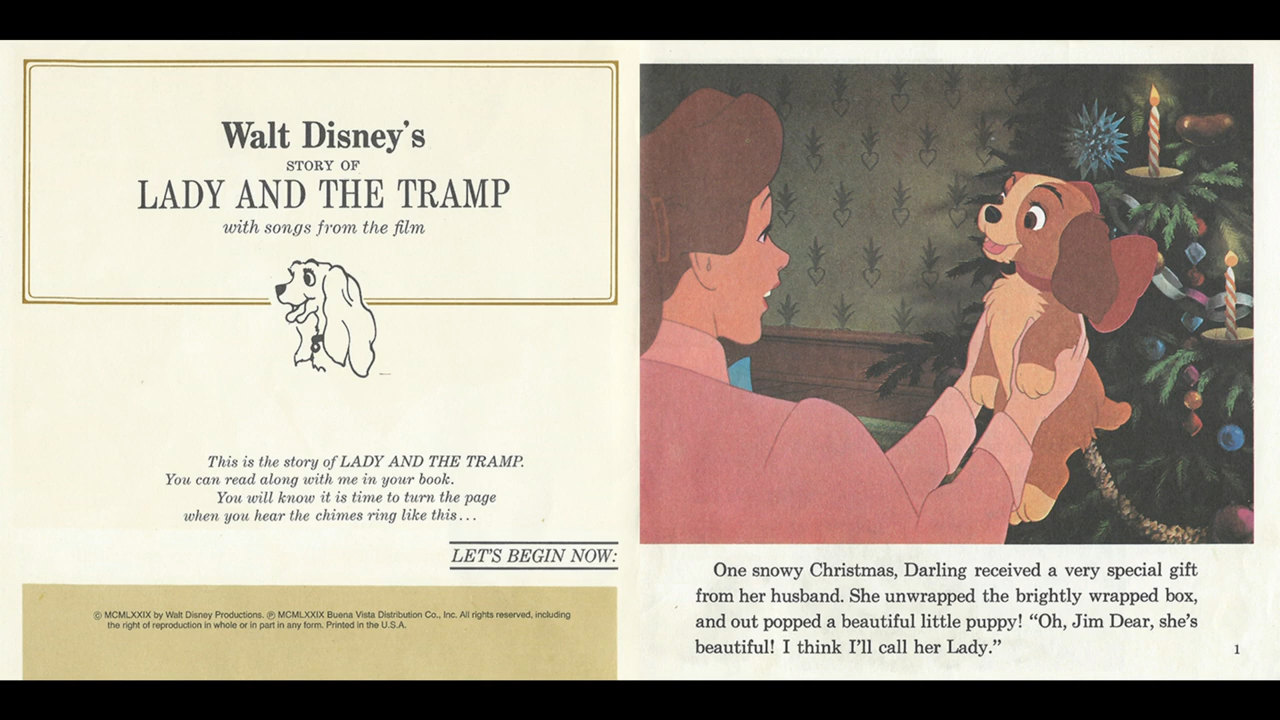 Walt Disney's
STORY OF
LADY AND THE TRAMP
with songs from the film
This is the story of LADY AND THE TRAMP.
You can read along with me in your book.
You will know it is time to turn the page
when you hear the chimes ring like this...
LET'S BEGIN NOW:
© MCMLXXIX by Walt Disney Productions. ℗ MCMLXXIX Buena Vista Distribution Co., Inc. All rights reserved, including
the right of reproduction in whole or in part in any form. Printed in the U.S.A.
One snowy Christmas, Darling received a very special gift
from her husband. She unwrapped the brightly wrapped box,
and out popped a beautiful little puppy! “Oh, Jim Dear, she's
beautiful! I think I'll call her Lady.”
1